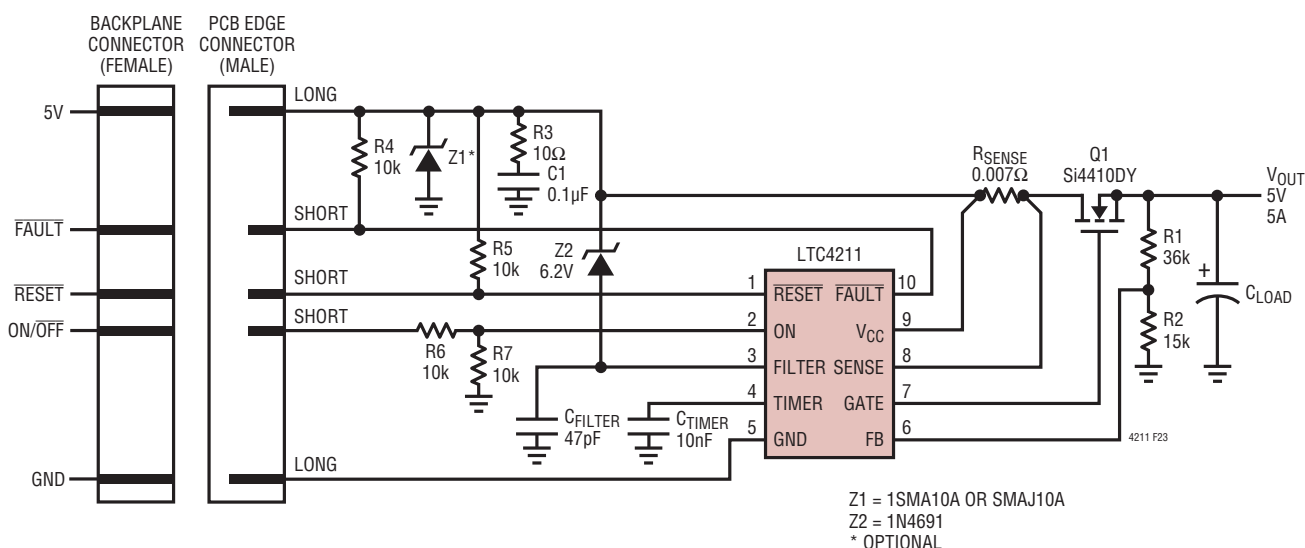 BACKPLANE
CONNECTOR
(FEMALE)
PCB EDGE
CONNECTOR
(MALE)
5V
LONG
R4
10k
Z1*
R3
10Ω
C1
0.1µF
RSENSE
0.007Ω
Q1
Si4410DY
VOUT
5V
5A
FAULT
SHORT
R5
10k
Z2
6.2V
LTC4211
R1
36k
CLOAD
+
RESET
SHORT
1
RESET
FAULT
10
ON/OFF
SHORT
R6
10k
R7
10k
2
ON
VCC
9
R2
15k
3
FILTER
SENSE
8
4
TIMER
GATE
7
CFILTER
47pF
CTIMER
10nF
5
GND
FB
6
4211 F23
GND
LONG
Z1 = 1SMA10A OR SMAJ10A
Z2 = 1N4691
* OPTIONAL